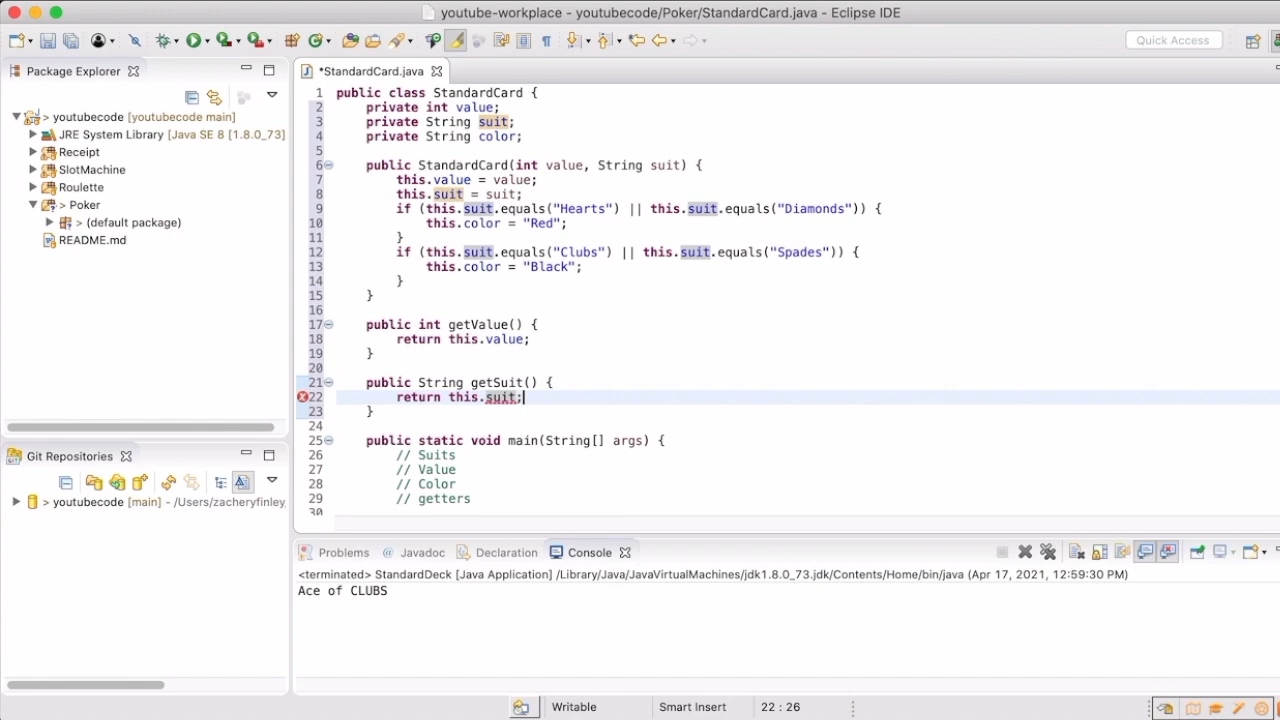 youtube-workplace - youtubecode/Poker/StandardCard.java - Eclipse IDE
Quick Access
Package Explorer
> youtubecode [youtubecode main]
JRE System Library [Java SE 8 [1.8.0_73]
Receipt
SlotMachine
Roulette
> Poker
> (default package)
README.md
Git Repositories
> youtubecode [main] - /Users/zacheryfinley
*StandardCard.java
1 public class StandardCard {
2 private int value;
3 private String suit;
4 private String color;
5
6 public StandardCard(int value, String suit) {
7 this.value = value;
8 this.suit = suit;
9 if (this.suit.equals("Hearts") || this.suit.equals("Diamonds")) {
10 this.color = "Red";
11 }
12 if (this.suit.equals("Clubs") || this.suit.equals("Spades")) {
13 this.color = "Black";
14 }
15 }
16
17 public int getValue() {
18 return this.value;
19 }
20
21 public String getSuit() {
22 return this.suit;
23 }
24
25 public static void main(String[] args) {
26 // Suits
27 // Value
28 // Color
29 // getters
30
Problems @ Javadoc Declaration Console
<terminated> StandardDeck [Java Application] /Library/Java/JavaVirtualMachines/jdk1.8.0_73.jdk/Contents/Home/bin/java (Apr 17, 2021, 12:59:30 PM)
Ace of CLUBS
Writable Smart Insert 22 : 26